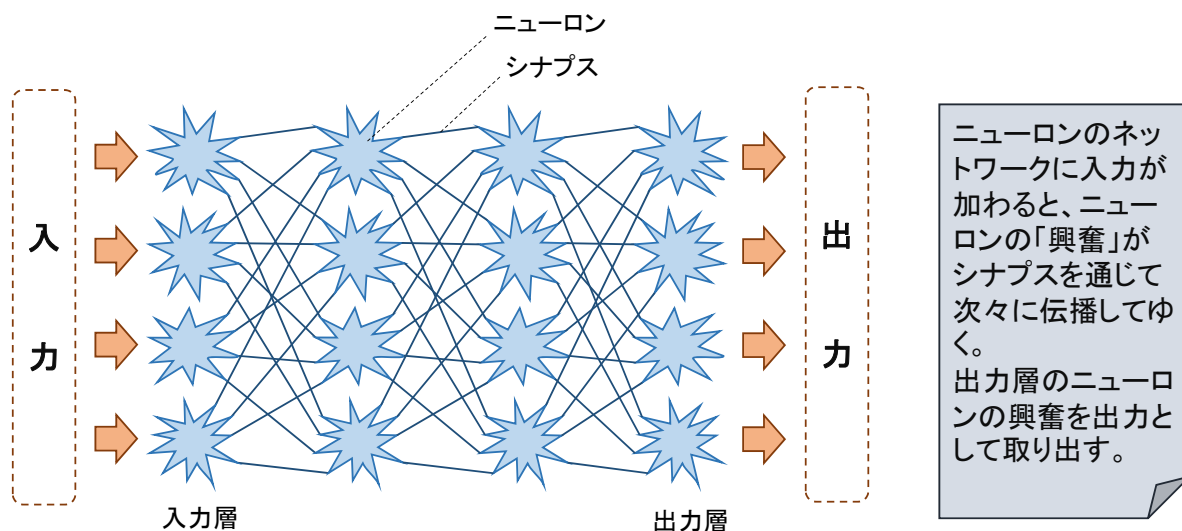 ニューロン
シナプス
入
力
出
力
入力層
出力層
ニューロンのネッ
トワークに入力が
加わると、ニュー
ロンの「興奮」が
シナプスを通じて
次々に伝播してゆ
く。
出力層のニューロ
ンの興奮を出力と
して取り出す。